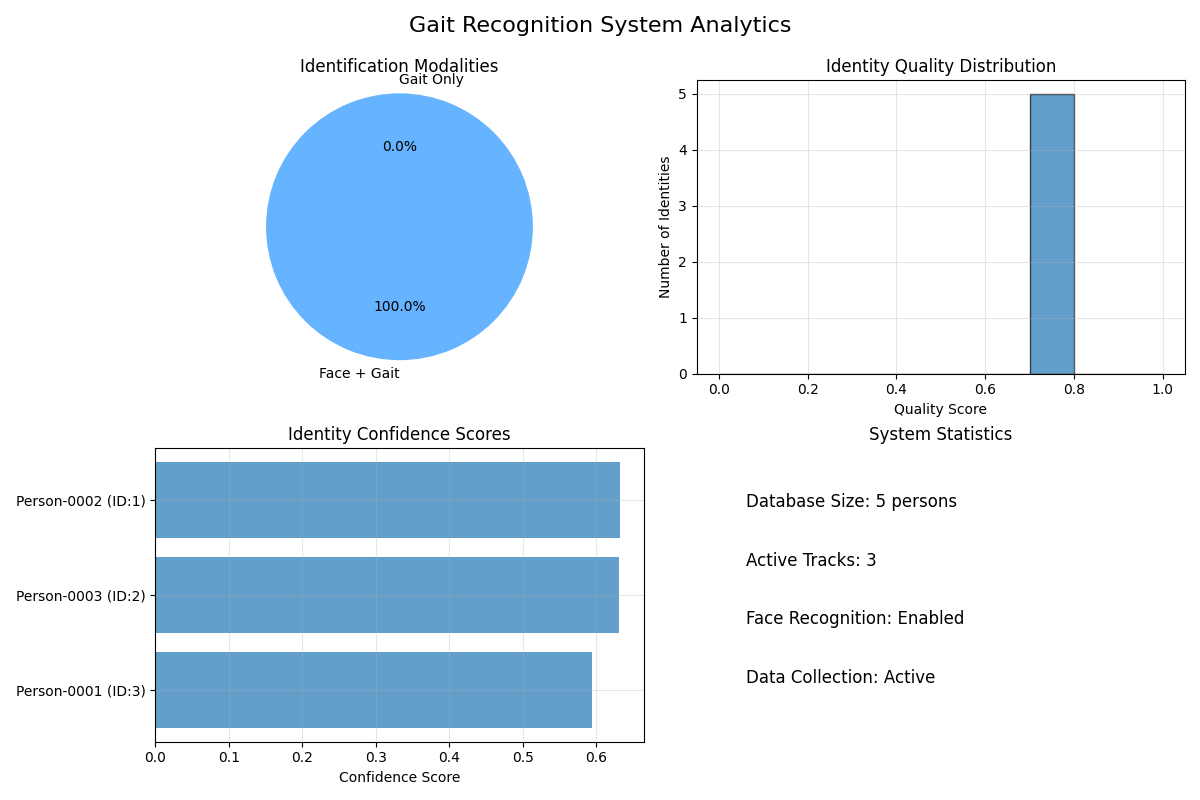 Gait Recognition System Analytics
Identification Modalities
Gait Only
0.0%
100.0%
Face + Gait
Identity Quality Distribution
Number of Identities
5
4
3
2
1
0
0.0 0.2 0.4 0.6 0.8 1.0
Quality Score
Identity Confidence Scores
Person-0002 (ID:1)
Person-0003 (ID:2)
Person-0001 (ID:3)
0.0 0.1 0.2 0.3 0.4 0.5 0.6
Confidence Score
System Statistics
Database Size: 5 persons
Active Tracks: 3
Face Recognition: Enabled
Data Collection: Active